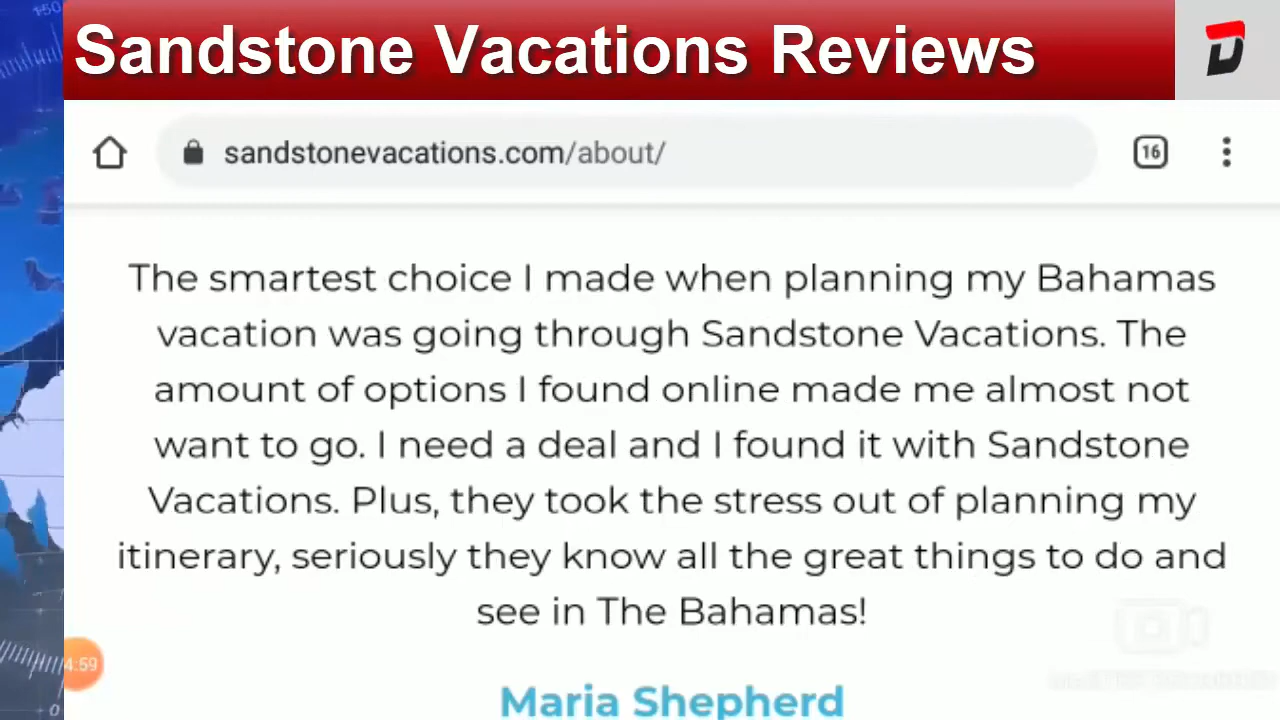 Sandstone Vacations Reviews
sandstonevacations.com/about/
16
The smartest choice I made when planning my Bahamas
vacation was going through Sandstone Vacations. The
amount of options I found online made me almost not
want to go. I need a deal and I found it with Sandstone
Vacations. Plus, they took the stress out of planning my
itinerary, seriously they know all the great things to do and
see in The Bahamas!
4:59
Maria Shepherd